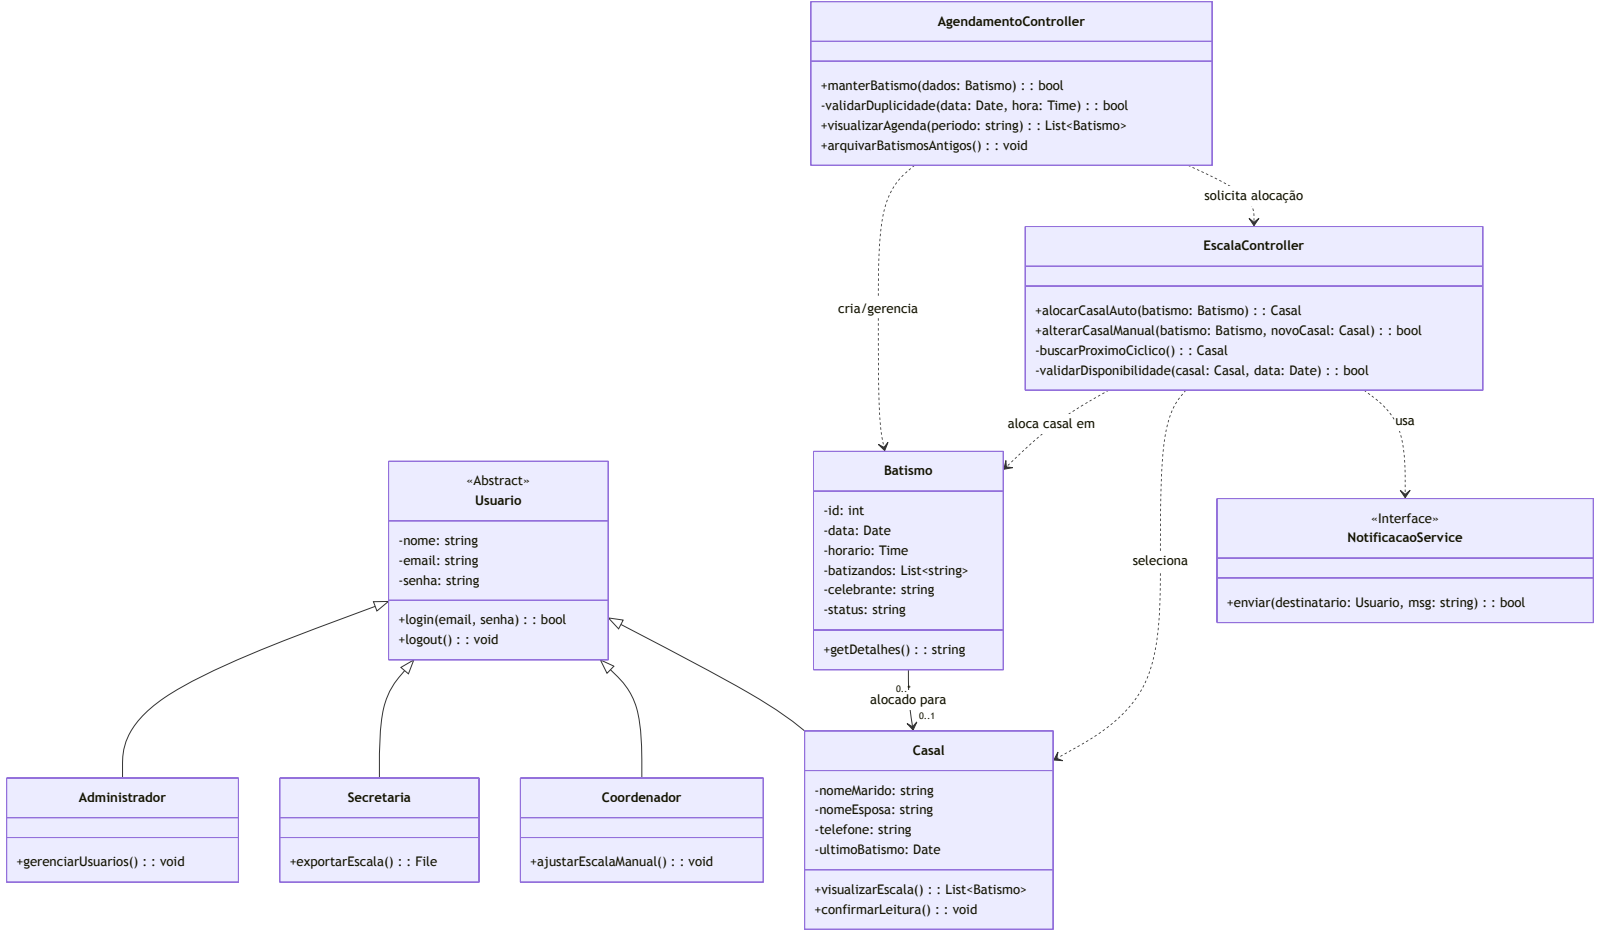 AgendamentoController
+manterBatismo(dados: Batismo) : : bool
-validarDuplicidade(data: Date, hora: Time) : : bool
+visualizarAgenda(periodo: string) : : List<Batismo>
+arquivarBatismosAntigos() : : void
solicita alocação
EscalaController
+alocarCasalAuto(batismo: Batismo) : : Casal
+alterarCasalManual(batismo: Batismo, novoCasal: Casal) : : bool
-buscarProximoCiclico() : : Casal
-validarDisponibilidade(casal: Casal, data: Date) : : bool
cria/gerencia
aloca casal em
usa
seleciona
Batismo
-id: int
-data: Date
-horario: Time
-batizandos: List<string>
-celebrante: string
-status: string
+getDetalhes() : : string
«Interface»
NotificacaoService
+enviar(destinatario: Usuario, msg: string) : : bool
«Abstract»
Usuario
-nome: string
-email: string
-senha: string
+login(email, senha) : : bool
+logout() : : void
0..*
alocado para
0..1
Administrador
+gerenciarUsuarios() : : void
Secretaria
+exportarEscala() : : File
Coordenador
+ajustarEscalaManual() : : void
Casal
-nomeMarido: string
-nomeEsposa: string
-telefone: string
-ultimoBatismo: Date
+visualizarEscala() : : List<Batismo>
+confirmarLeitura() : : void